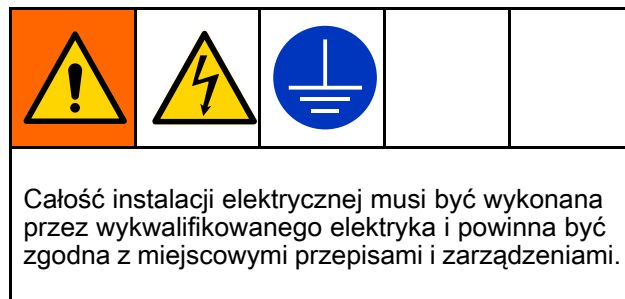 Całość instalacji elektrycznej musi być wykonana
przez wykwalifikowanego elektryka i powinna być
zgodna z miejscowymi przepisami i zarządzeniami.